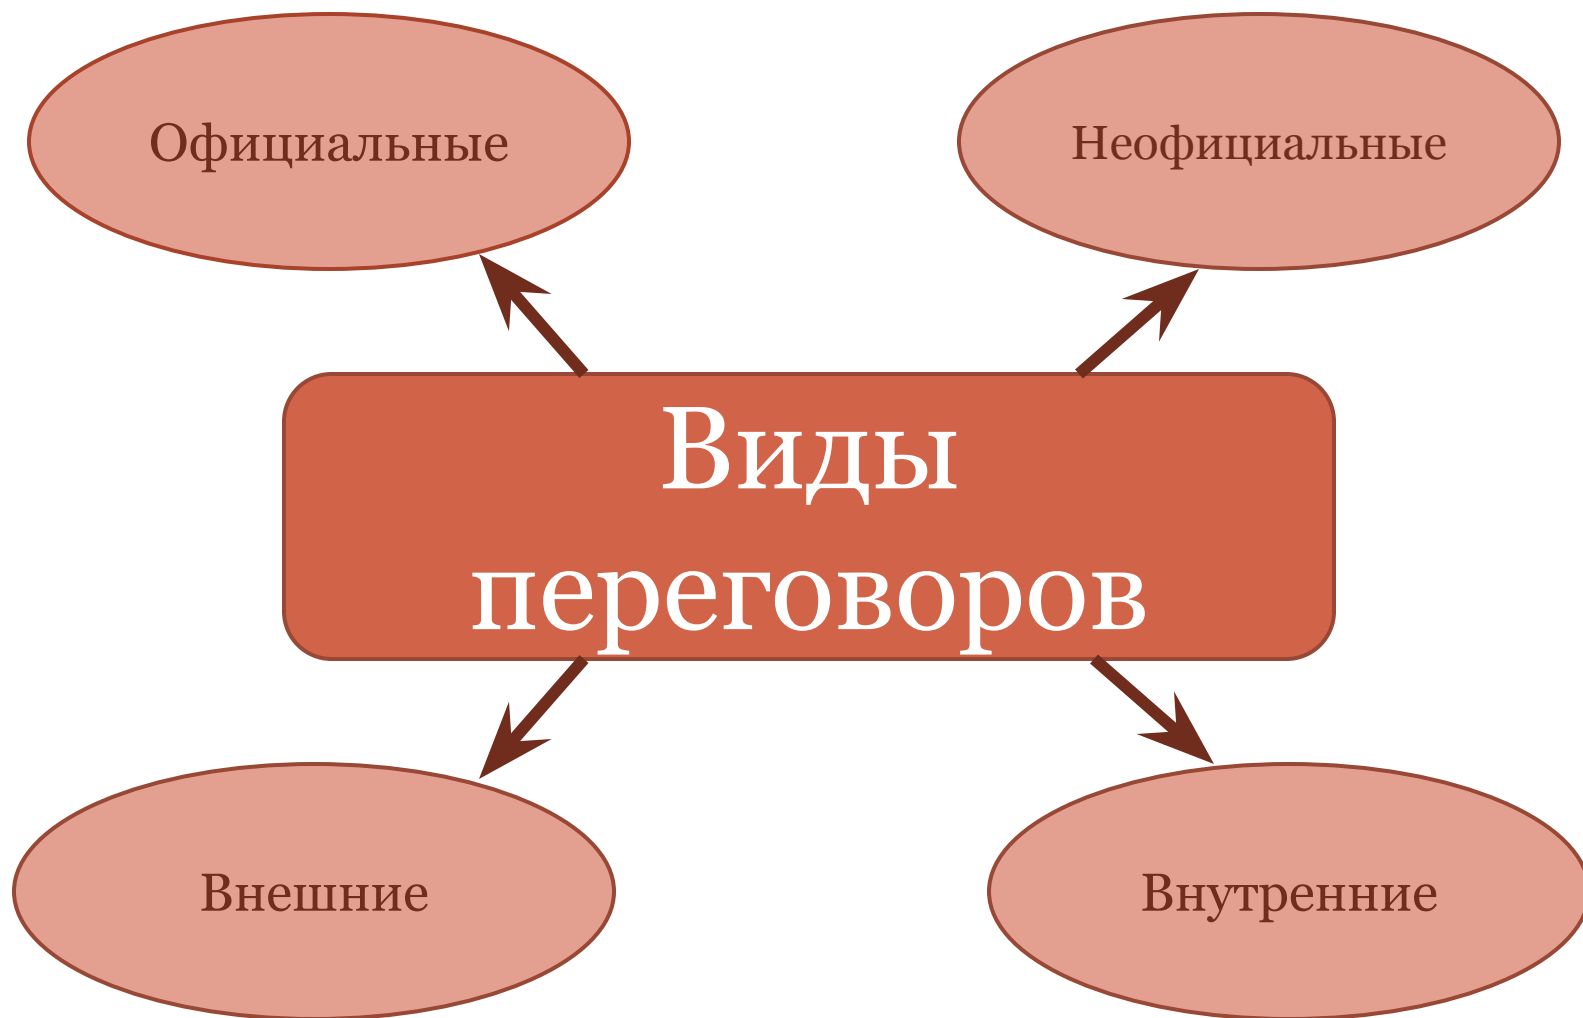 Официальные
Неофициальные
Виды
переговоров
Внешние
Внутренние